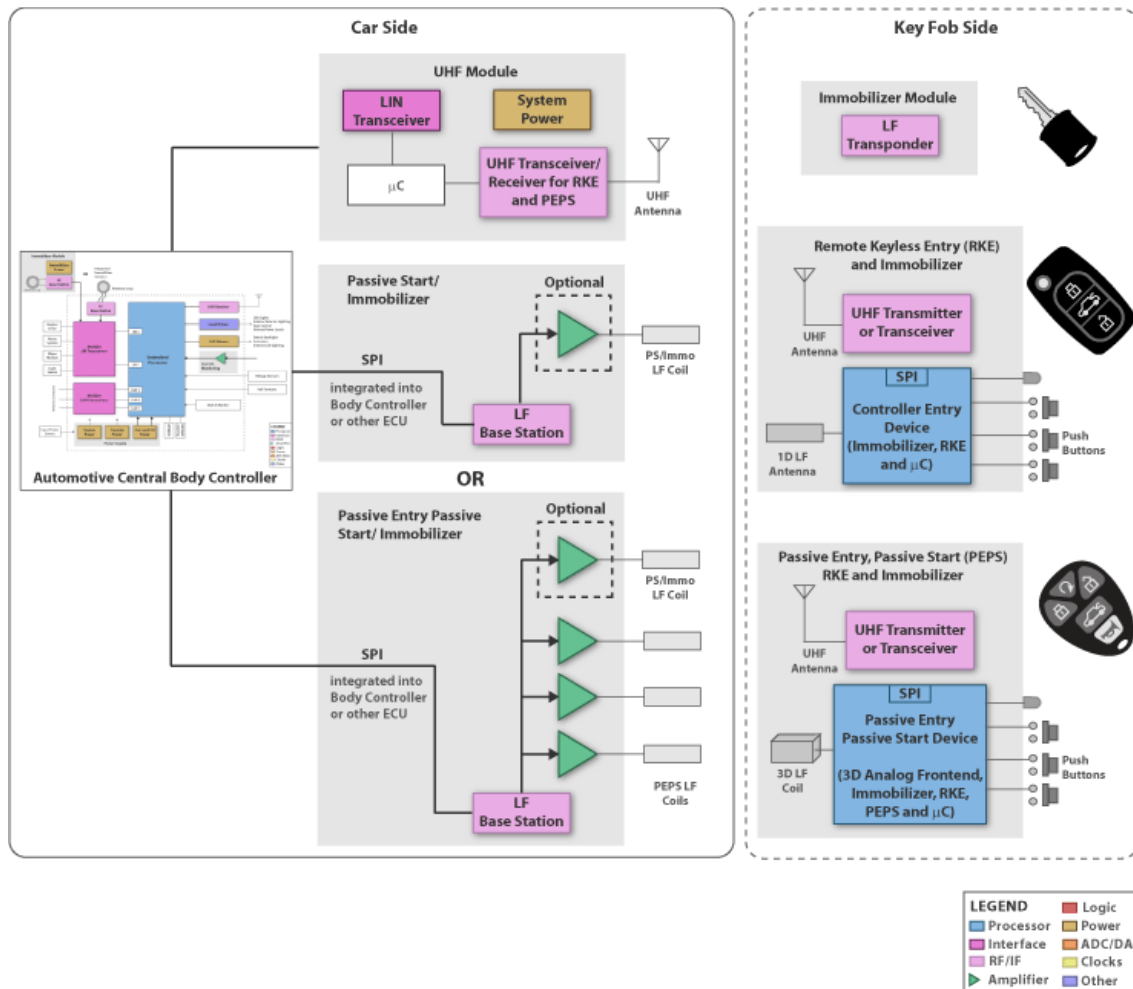 Car Side
UHF Module
LIN
Transceiver
System
Power
μC
UHF Transceiver/
Receiver for RKE
and PEPS
UHF
Antenna
Automotive Central Body Controller
Passive Start/
Immobilizer
Optional
PS/Immo
LF Coil
SPI
integrated into
Body Controller
or other ECU
LF
Base Station
OR
Passive Entry Passive
Start/ Immobilizer
Optional
PS/Immo
LF Coil
SPI
integrated into
Body Controller
or other ECU
PEPS LF
Coils
LF
Base Station
Key Fob Side
Immobilizer Module
LF
Transponder
Remote Keyless Entry (RKE)
and Immobilizer
UHF
Antenna
UHF Transmitter
or Transceiver
SPI
Controller Entry
Device
(Immobilizer, RKE
and μC)
1D LF
Antenna
Push
Buttons
Passive Entry, Passive Start (PEPS)
RKE and Immobilizer
UHF
Antenna
UHF Transmitter
or Transceiver
SPI
Passive Entry
Passive Start Device
(3D Analog Frontend,
Immobilizer, RKE,
PEPS and μC)
3D LF
Coil
Push
Buttons
LEGEND
Processor
Interface
RF/IF
Amplifier
Logic
Power
ADC/DA
Clocks
Other